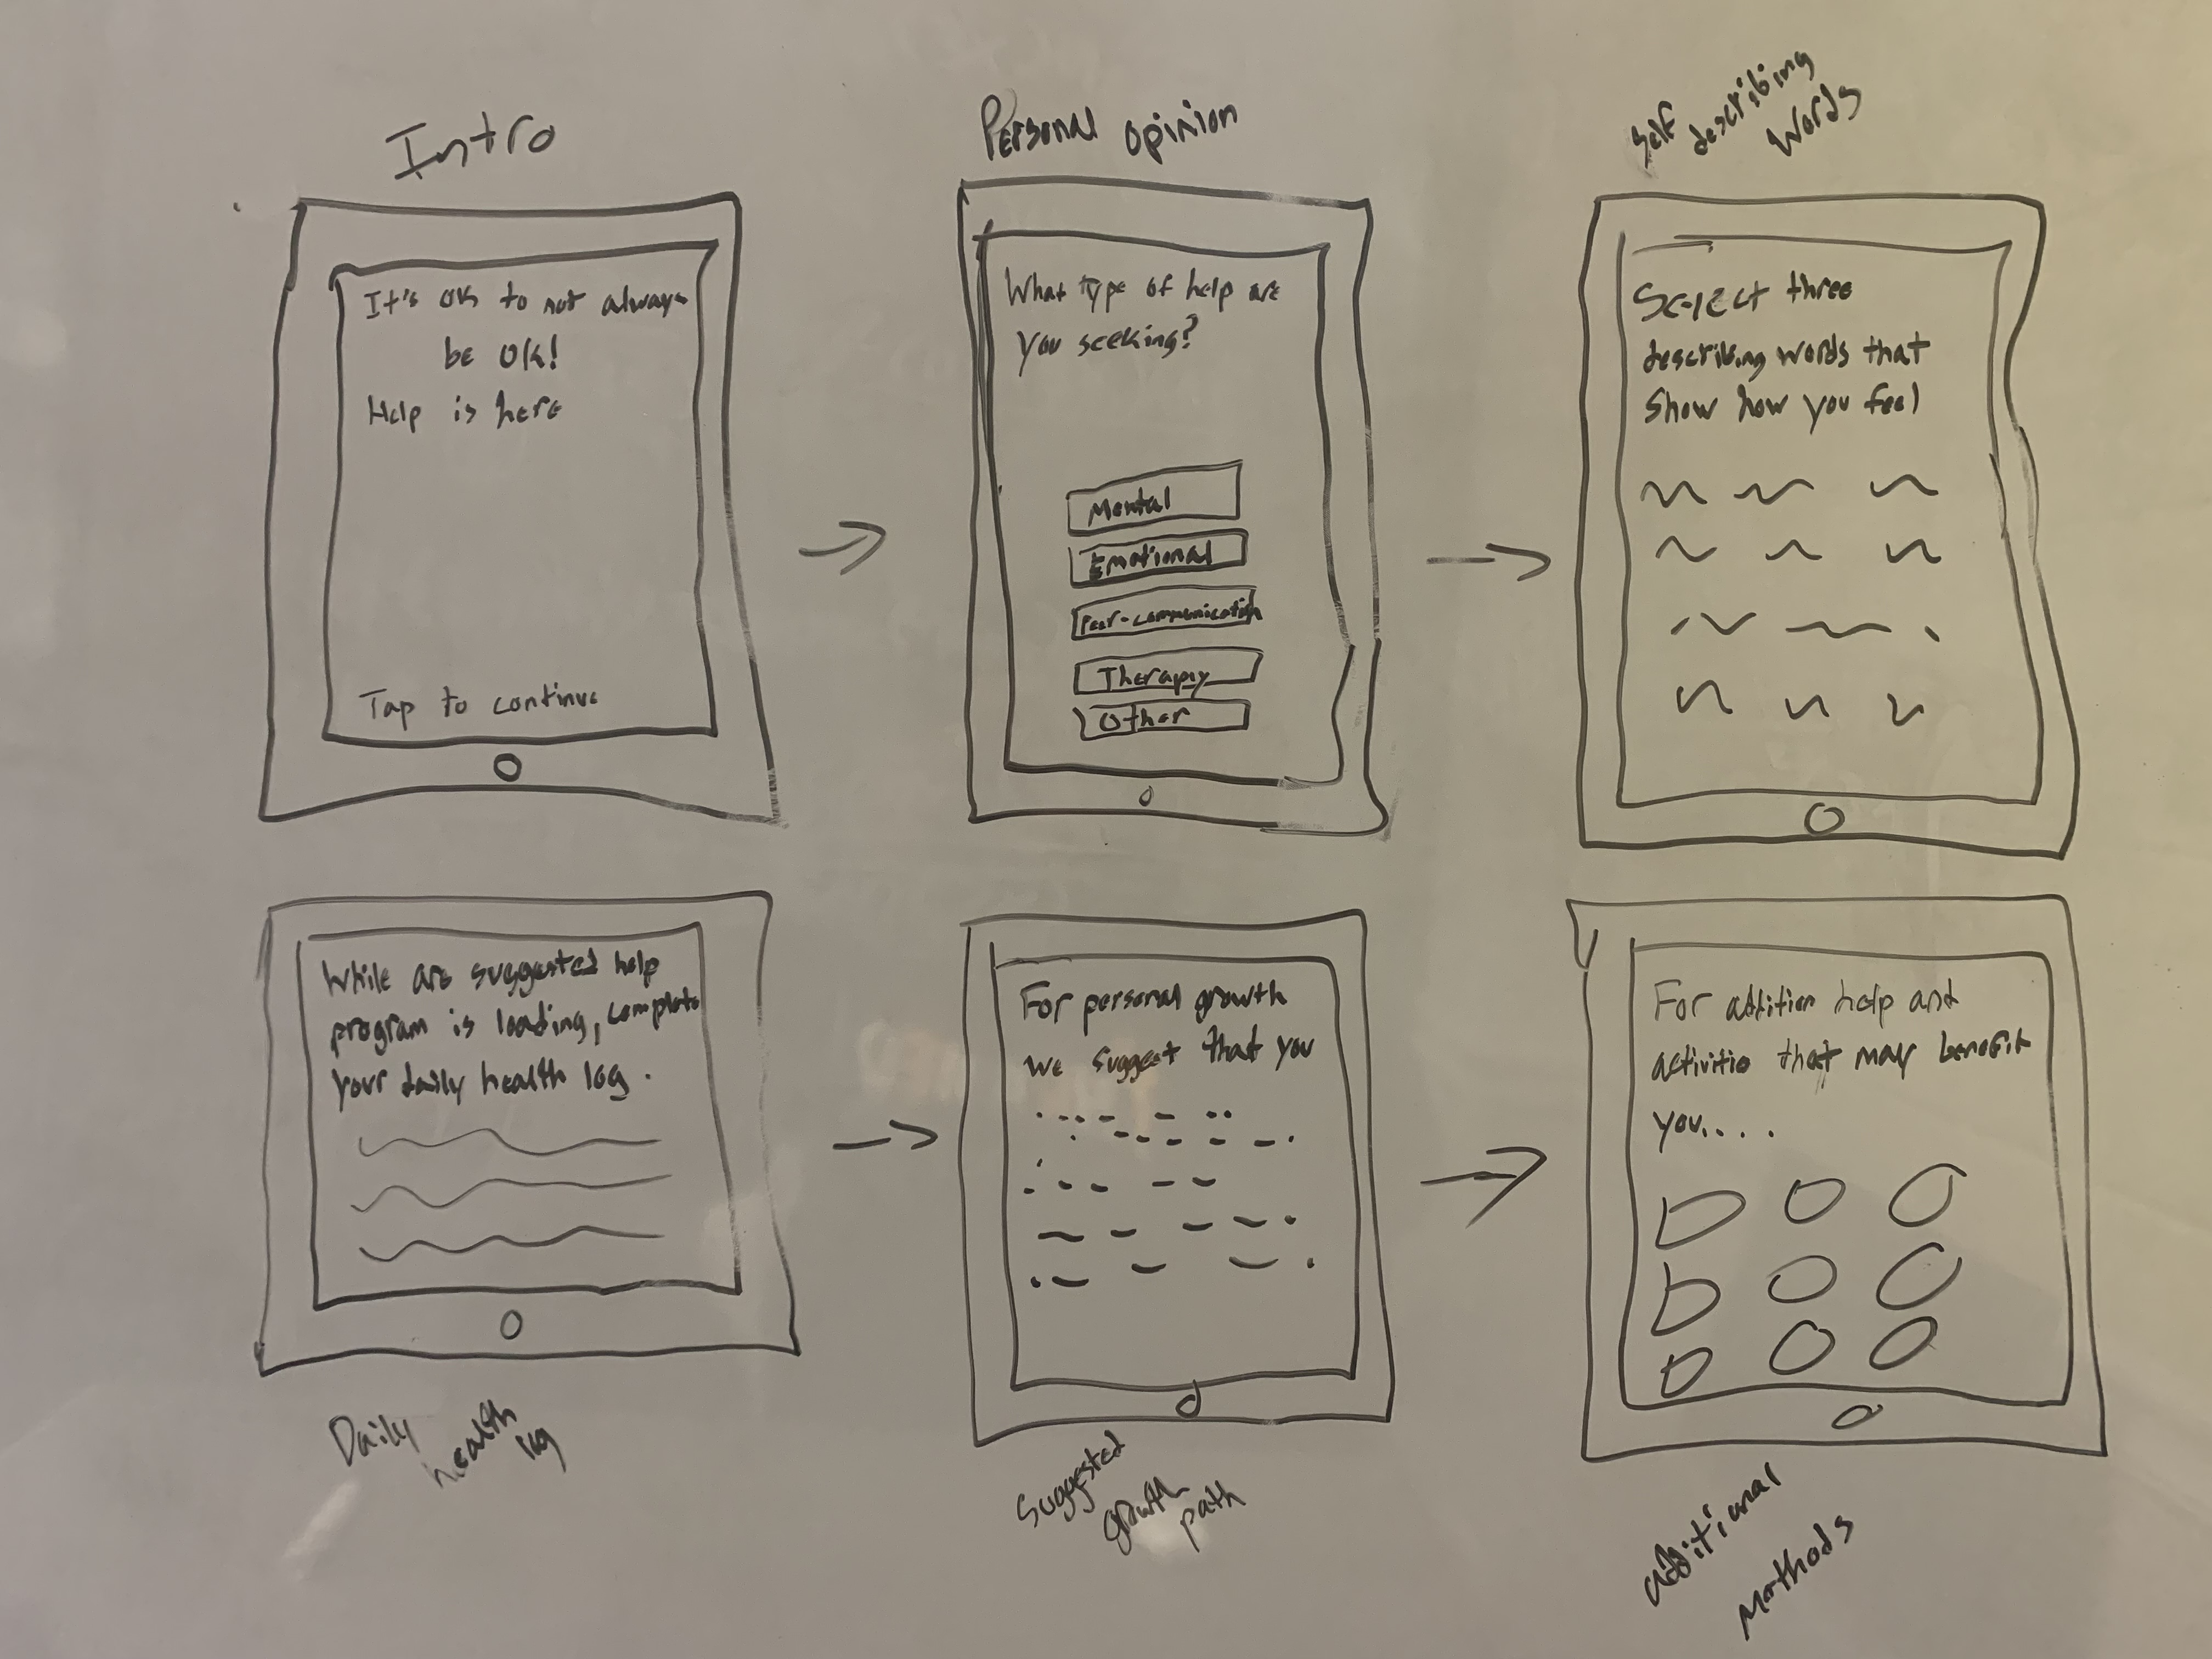 Intro
It's ok to not always
be ok!
Help is here
Tap to continue
Personal opinion
What type of help are
you seeking?
Mental
Emotional
Peer-communication
Therapy
Other
Self
describing
words
Select three
describing words that
show how you feel
While are suggested help
program is loading, complete
your daily health log.
Daily
health
log
For personal growth
we suggest that you
Suggested
growth
path
For addition help and
activities that may benefit
you....
additional
methods